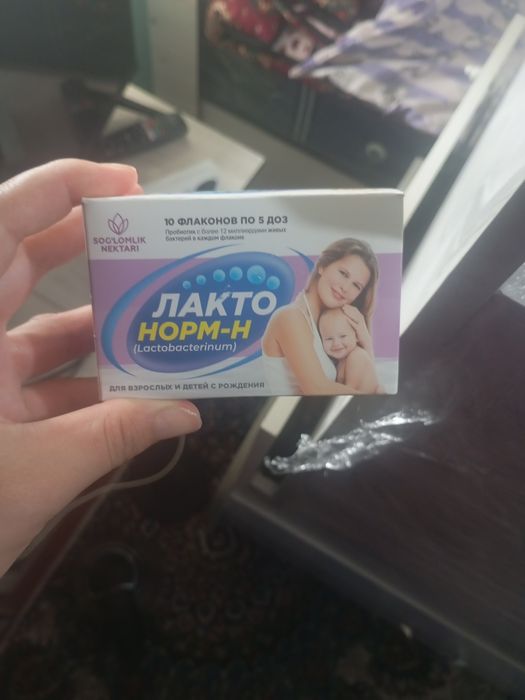 SOG'LOMLIK
NEKTARI
10 ФЛАКОНОВ ПО 5 ДОЗ
Пробиотик с более 12 миллиардами живых
бактерий в каждом флаконе
ЛАКТО
НОРМ-Н
(Lactobacterinum)
ДЛЯ ВЗРОСЛЫХ И ДЕТЕЙ С РОЖДЕНИЯ